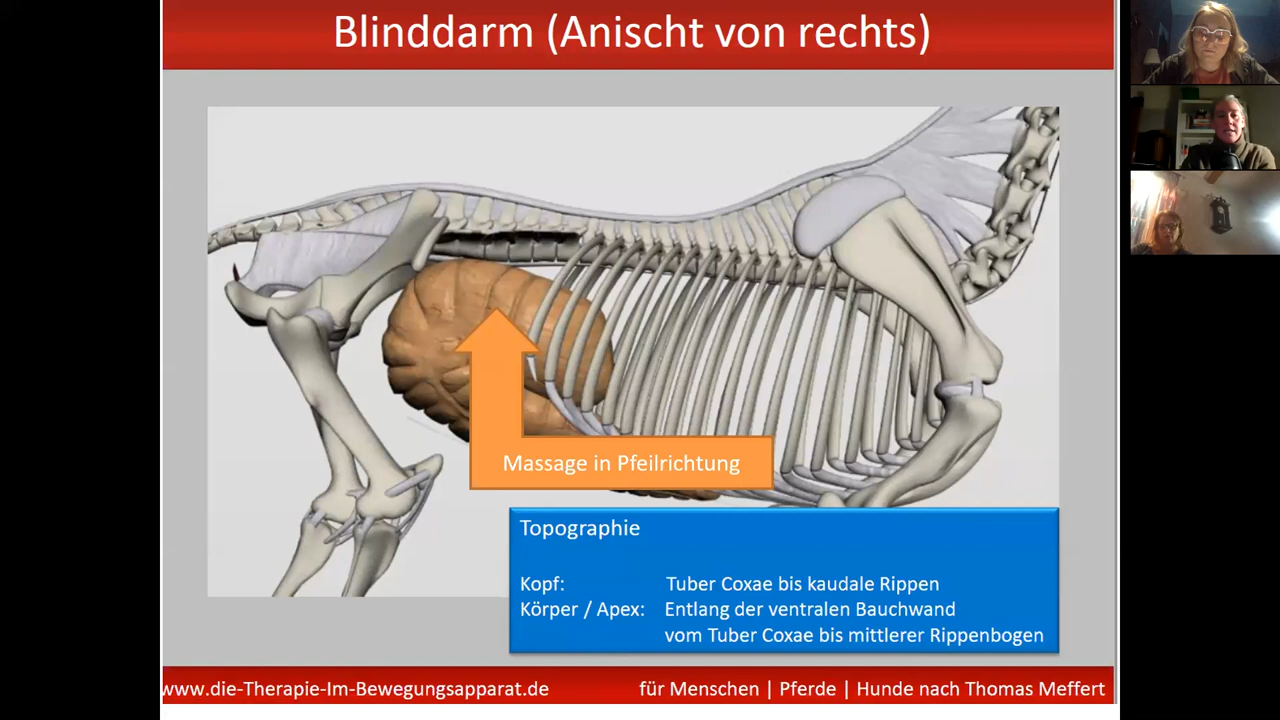 Blinddarm (Anischt von rechts)
Massage in Pfeilrichtung
Topographie
Kopf: Tuber Coxae bis kaudale Rippen
Körper / Apex: Entlang der ventralen Bauchwand
vom Tuber Coxae bis mittlerer Rippenbogen
www.die-Therapie-Im-Bewegungsapparat.de für Menschen | Pferde | Hunde nach Thomas Meffert